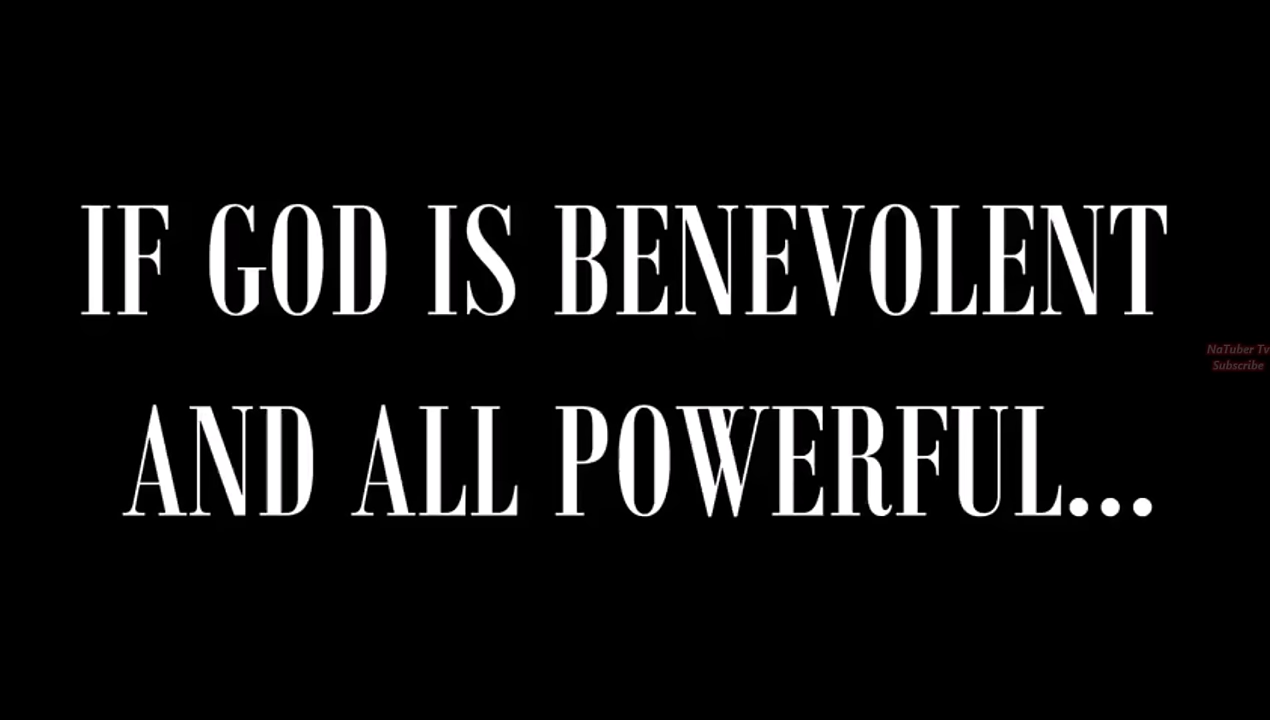 IF GOD IS BENEVOLENT
AND ALL POWERFUL...
NaTuber Tv
Subscribe